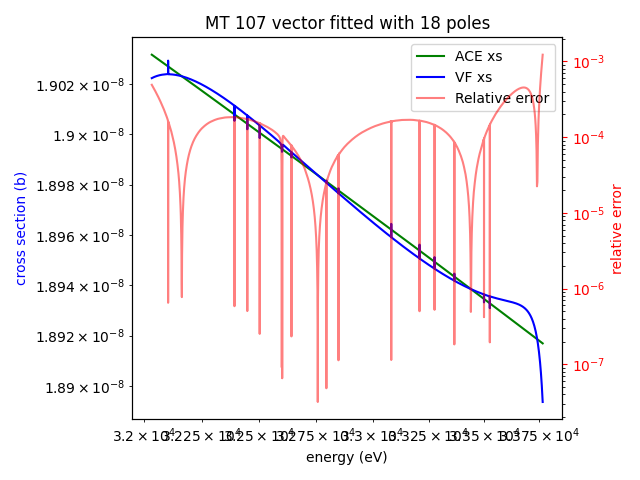 MT 107 vector fitted with 18 poles
ACE xs
VF xs
Relative error
1.902 × 10⁻⁸
1.9 × 10⁻⁸
1.898 × 10⁻⁸
1.896 × 10⁻⁸
1.894 × 10⁻⁸
1.892 × 10⁻⁸
1.89 × 10⁻⁸
cross section (b)
10⁻³
10⁻⁴
10⁻⁵
10⁻⁶
10⁻⁷
relative error
3.2 × 10⁴ 3.225 × 10⁴ 3.25 × 10⁴ 3.275 × 10⁴ 3.3 × 10⁴ 3.325 × 10⁴ 3.35 × 10⁴ 3.375 × 10⁴
energy (eV)